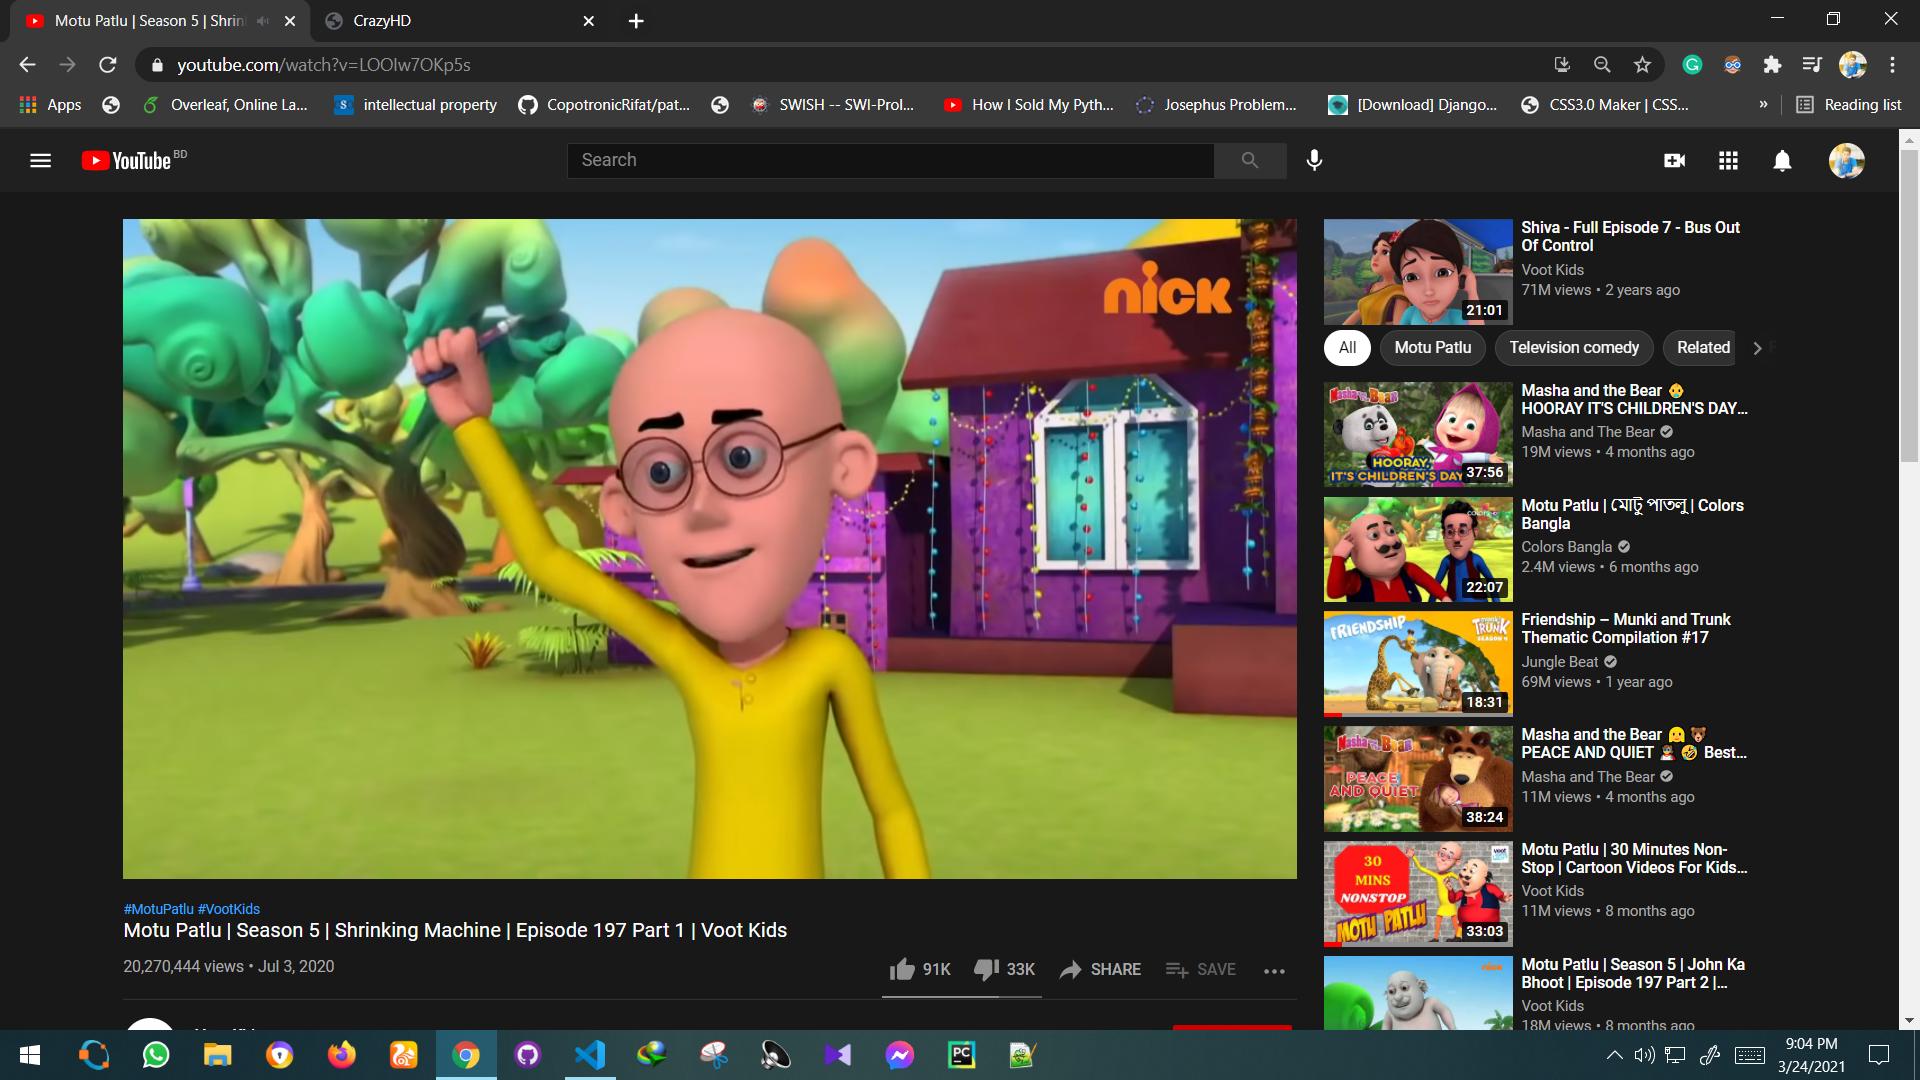 Motu Patlu | Season 5 | Shrin
CrazyHD
youtube.com/watch?v=LOOIw7OKp5s
Apps
Overleaf, Online La...
intellectual property
CopotronicRifat/pat...
SWISH -- SWI-Prol...
How I Sold My Pyth...
Josephus Problem...
[Download] Django...
CSS3.0 Maker | CSS...
»
Reading list
YouTube BD
Search
nick
Shiva - Full Episode 7 - Bus Out
Of Control
Voot Kids
71M views • 2 years ago
21:01
All
Motu Patlu
Television comedy
Related
Masha and the Bear 👶
HOORAY IT'S CHILDREN'S DAY...
Masha and The Bear
19M views • 4 months ago
Masha and the Bear
HOORAY,
IT'S CHILDREN'S DAY
37:56
Motu Patlu | মোটু পাতলু | Colors
Bangla
Colors Bangla
2.4M views • 6 months ago
22:07
Friendship – Munki and Trunk
Thematic Compilation #17
Jungle Beat
69M views • 1 year ago
FRIENDSHIP
TRUNK
18:31
Masha and the Bear 👱‍♀️ 🐻
PEACE AND QUIET 🤣 Best...
Masha and The Bear
11M views • 4 months ago
Masha and the Bear
PEACE
AND QUIET
38:24
Motu Patlu | 30 Minutes Non-
Stop | Cartoon Videos For Kids...
Voot Kids
11M views • 8 months ago
30
MINS
NONSTOP
MOTU PATLU
33:03
Motu Patlu | Season 5 | John Ka
Bhoot | Episode 197 Part 2 |...
Voot Kids
18M views • 8 months ago
nick
#MotuPatlu #VootKids
Motu Patlu | Season 5 | Shrinking Machine | Episode 197 Part 1 | Voot Kids
20,270,444 views • Jul 3, 2020
91K
33K
SHARE
SAVE
PC
9:04 PM
3/24/2021